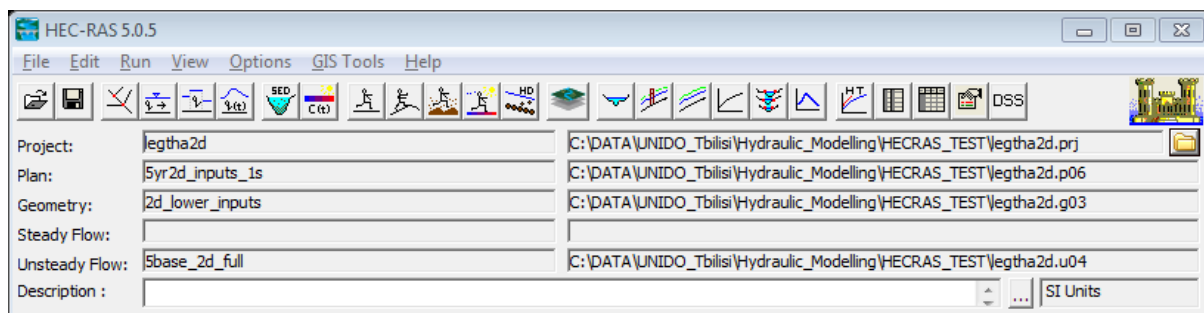 HEC-RAS 5.0.5
File Edit Run View Options GIS Tools Help
SED C(t) HD HT DSS
Project: legtha2d C:\DATA\UNIDO_Tbilisi\Hydraulic_Modelling\HECRAS_TEST\legtha2d.prj
Plan: 5yr2d_inputs_1s C:\DATA\UNIDO_Tbilisi\Hydraulic_Modelling\HECRAS_TEST\legtha2d.p06
Geometry: 2d_lower_inputs C:\DATA\UNIDO_Tbilisi\Hydraulic_Modelling\HECRAS_TEST\legtha2d.g03
Steady Flow:
Unsteady Flow: 5base_2d_full C:\DATA\UNIDO_Tbilisi\Hydraulic_Modelling\HECRAS_TEST\legtha2d.u04
Description : ... SI Units